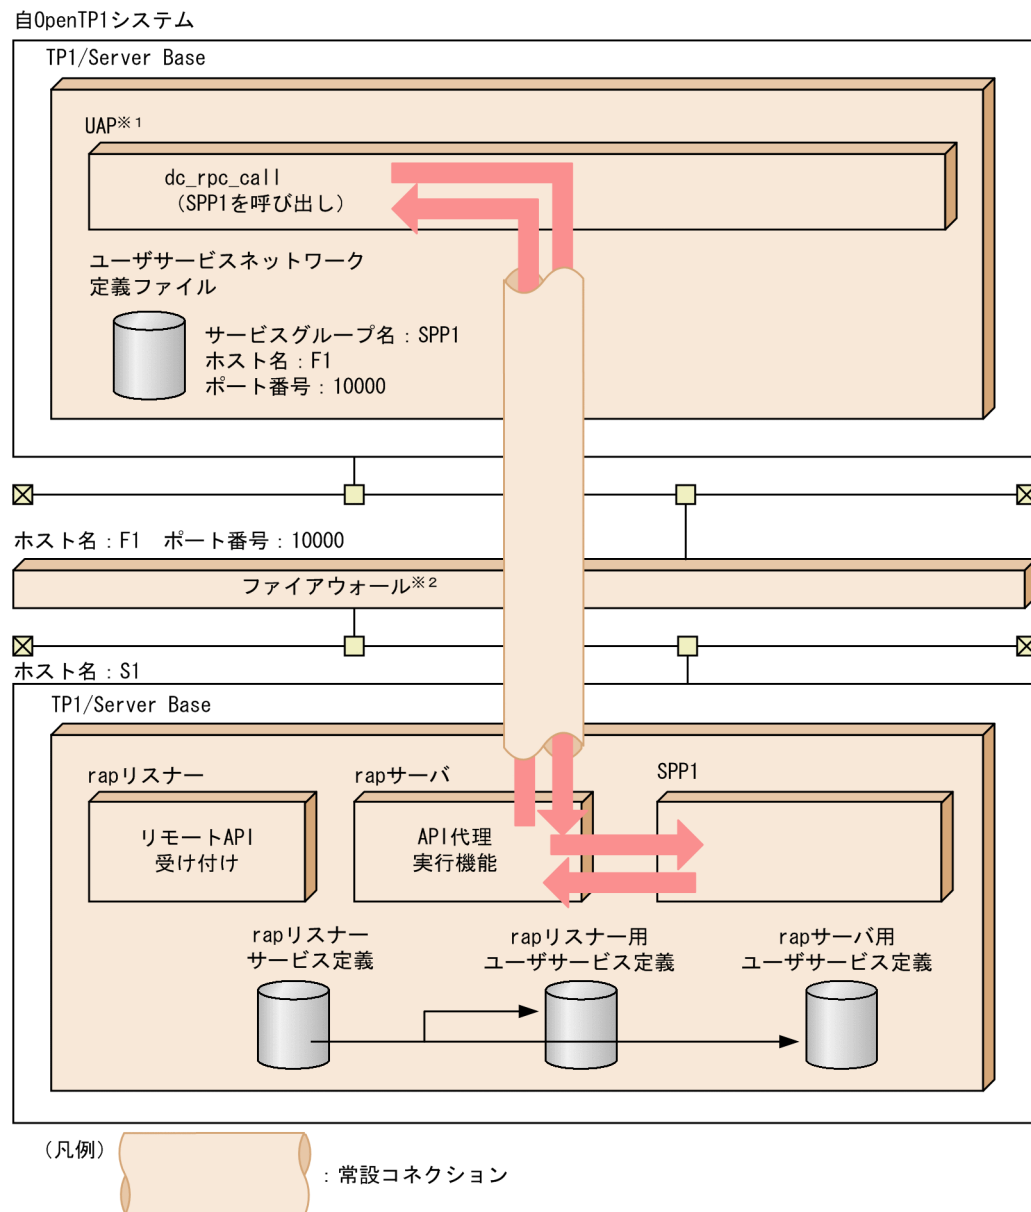 自OpenTP1システム
TP1/Server Base
UAP※1
dc_rpc_call
（SPP1を呼び出し）
ユーザサービスネットワーク
定義ファイル
サービスグループ名：SPP1
ホスト名：F1
ポート番号：10000
ホスト名：F1　ポート番号：10000
ファイアウォール※2
ホスト名：S1
TP1/Server Base
rapリスナー
rapサーバ
SPP1
リモートAPI
受け付け
API代理
実行機能
rapリスナー
サービス定義
rapリスナー用
ユーザサービス定義
rapサーバ用
ユーザサービス定義
（凡例）
：常設コネクション